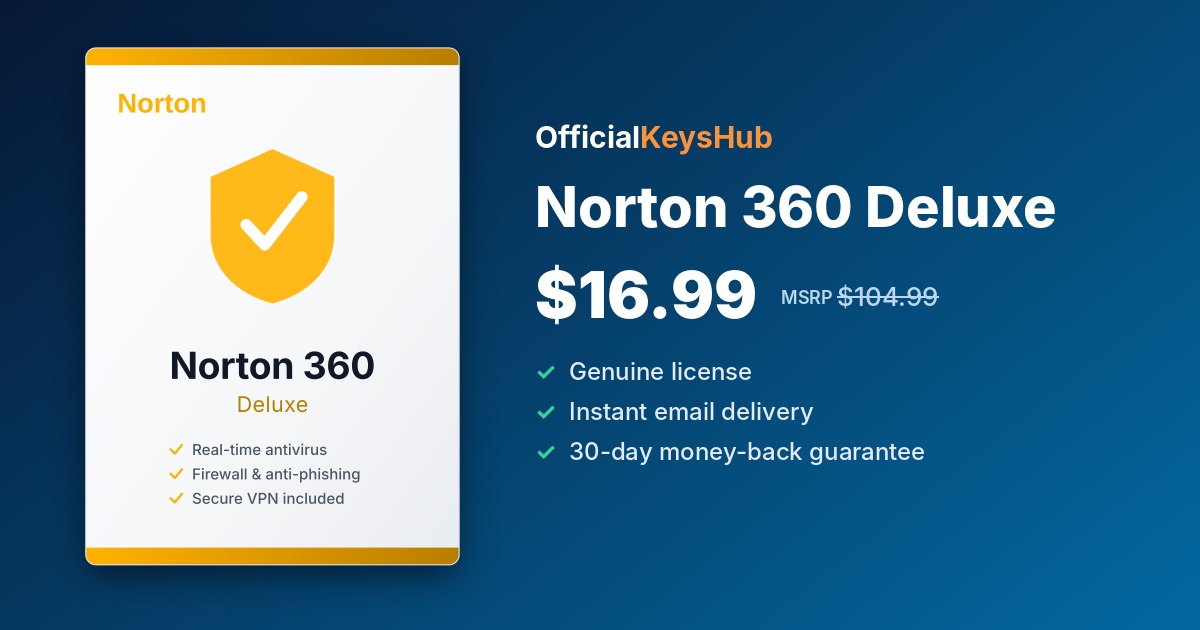 Norton
Norton 360
Deluxe
Real-time antivirus
Firewall & anti-phishing
Secure VPN included
OfficialKeysHub
Norton 360 Deluxe
$16.99 MSRP $104.99
Genuine license
Instant email delivery
30-day money-back guarantee